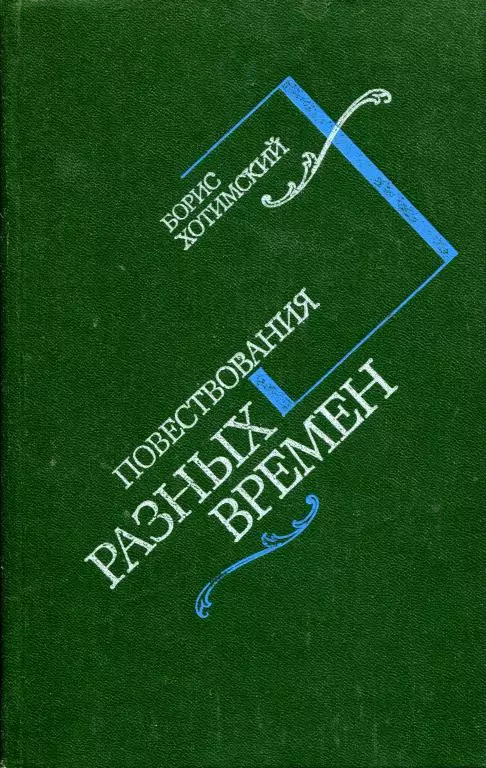 БОРИС
ХОТИМСКИЙ
ПОВЕСТВОВАНИЯ
РАЗНЫХ
ВРЕМЕН